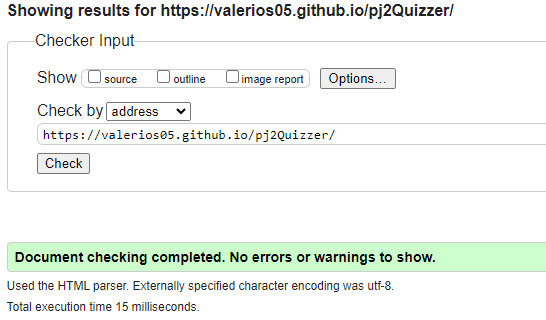 Showing results for https://valerios05.github.io/pj2Quizzer/
Checker Input
Show source outline image report Options...
Check by address
https://valerios05.github.io/pj2Quizzer/
Check
Document checking completed. No errors or warnings to show.
Used the HTML parser. Externally specified character encoding was utf-8.
Total execution time 15 milliseconds.